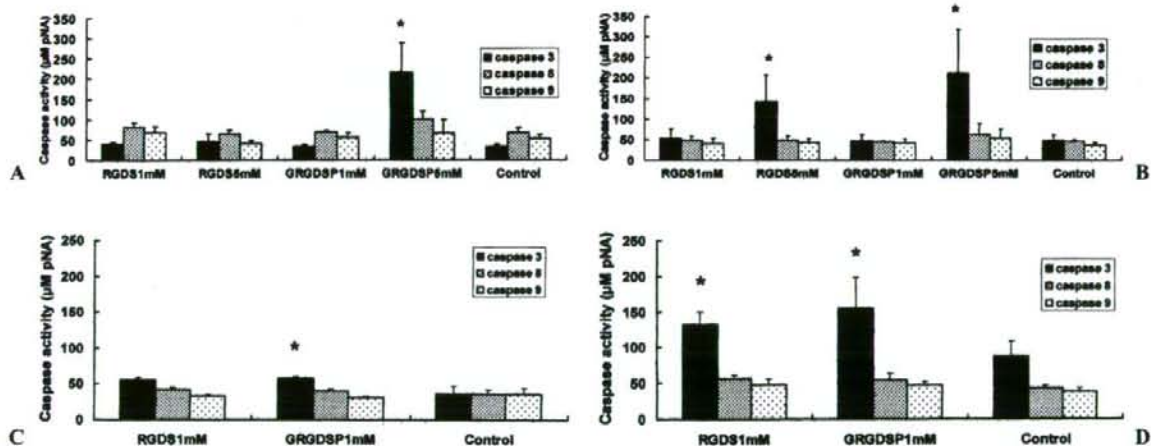 Caspase activity (µM pNA)
350
300
250
200
150
100
50
0
*
caspase 3
caspase 8
caspase 9
RGDS1mM
RGDS5mM
GRGDSP1mM
GRGDSP5mM
Control
A
Caspase activity (µM pNA)
350
300
250
200
150
100
50
0
*
*
caspase 3
caspase 8
caspase 9
RGDS1mM
RGDS5mM
GRGDSP1mM
GRGDSP5mM
Control
B
Caspase activity (µM pNA)
250
200
150
100
50
0
*
caspase 3
caspase 8
caspase 9
RGDS1mM
GRGDSP1mM
Control
C
Caspase activity (µM pNA)
250
200
150
100
50
0
*
*
caspase 3
caspase 8
caspase 9
RGDS1mM
GRGDSP1mM
Control
D